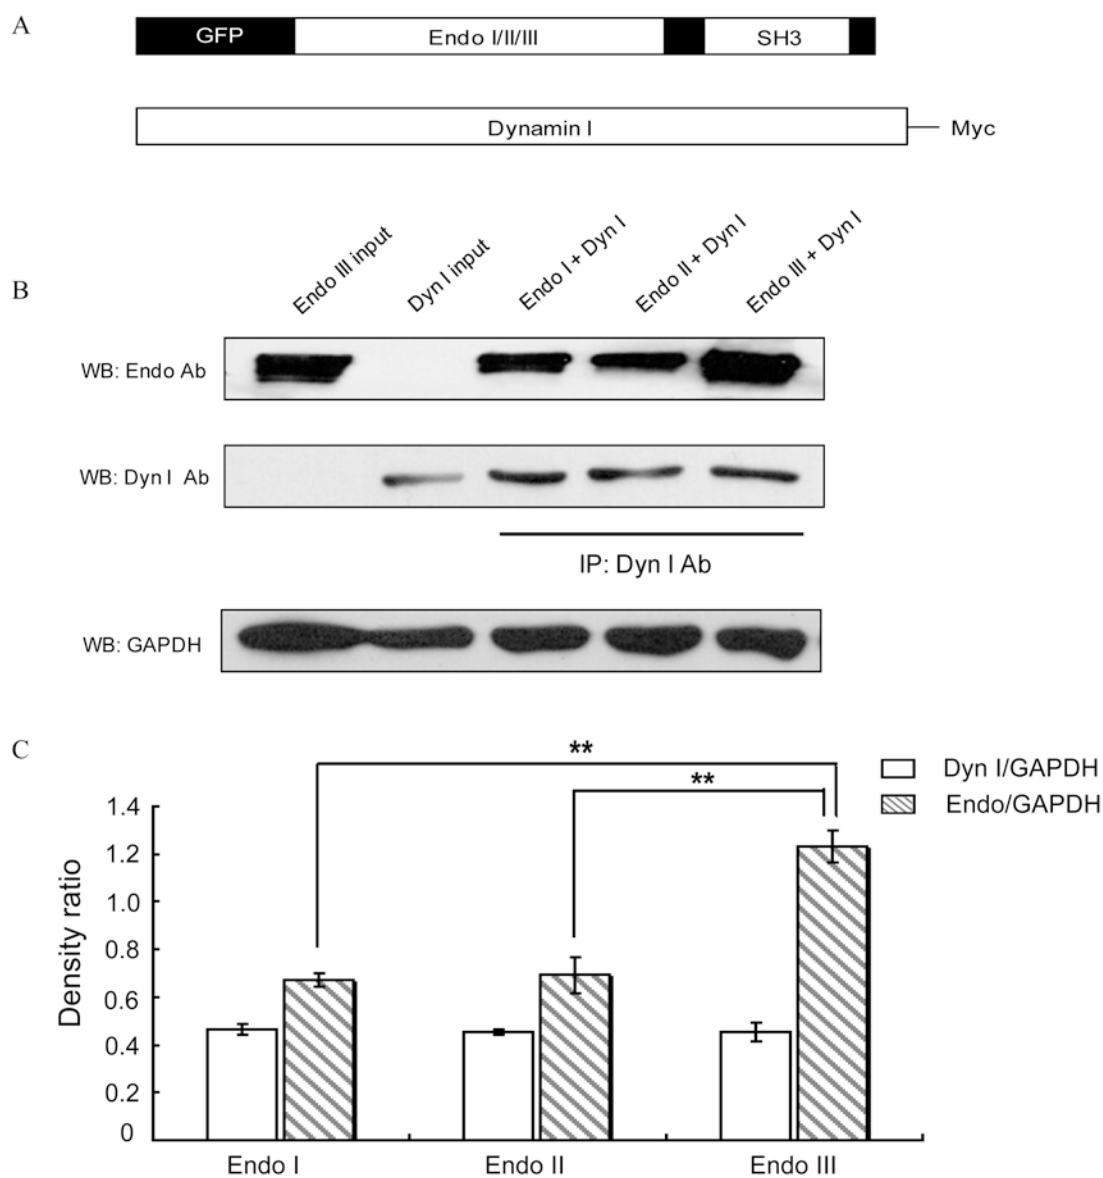 A
GFP Endo I/II/III SH3
Dynamin I Myc
B
Endo III input
Dyn I input
Endo I + Dyn I
Endo II + Dyn I
Endo III + Dyn I
WB: Endo Ab
WB: Dyn I Ab
IP: Dyn I Ab
WB: GAPDH
C
**
**
Dyn I/GAPDH
Endo/GAPDH
Density ratio
1.4
1.2
1.0
0.8
0.6
0.4
0.2
0
Endo I Endo II Endo III